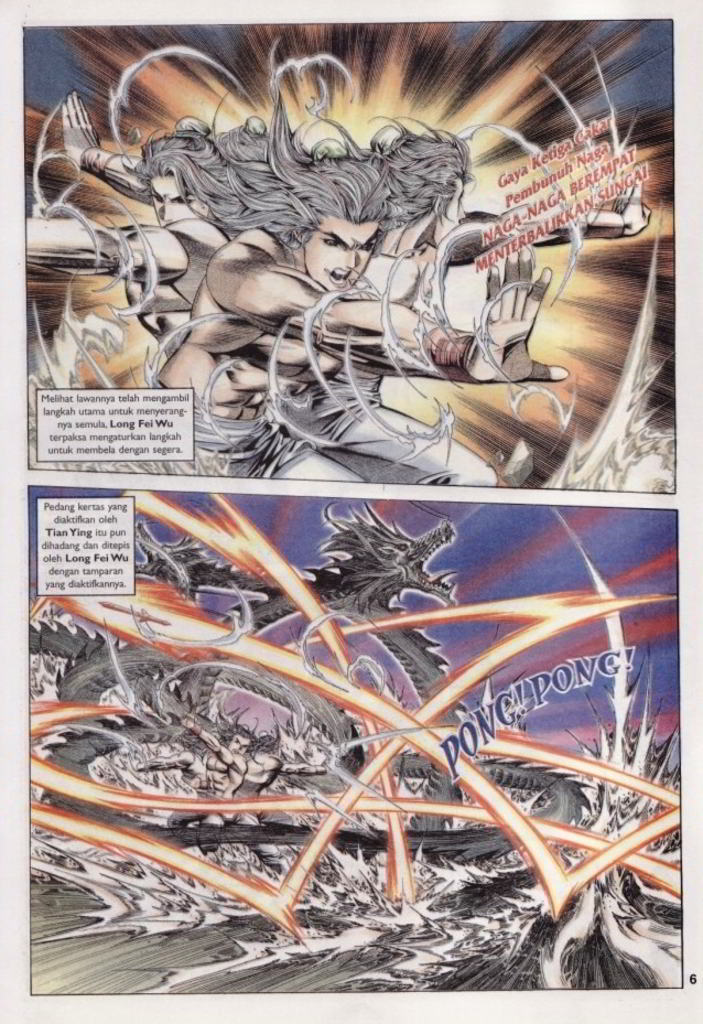 Gaya Ketiga Cakar
Pembunuh Naga
NAGA-NAGA BEREMPAT
MENTERBALIKKAN SUNGAI
Melihat lawannya telah mengambil
langkah utama untuk menyerang-
nya semula, Long Fei Wu
terpaksa mengaturkan langkah
untuk membela dengan segera.
Pedang kertas yang
diaktifkan oleh
Tian Ying itu pun
dihadang dan ditepis
oleh Long Fei Wu
dengan tamparan
yang diaktifkannya.
PONG! PONG!
6